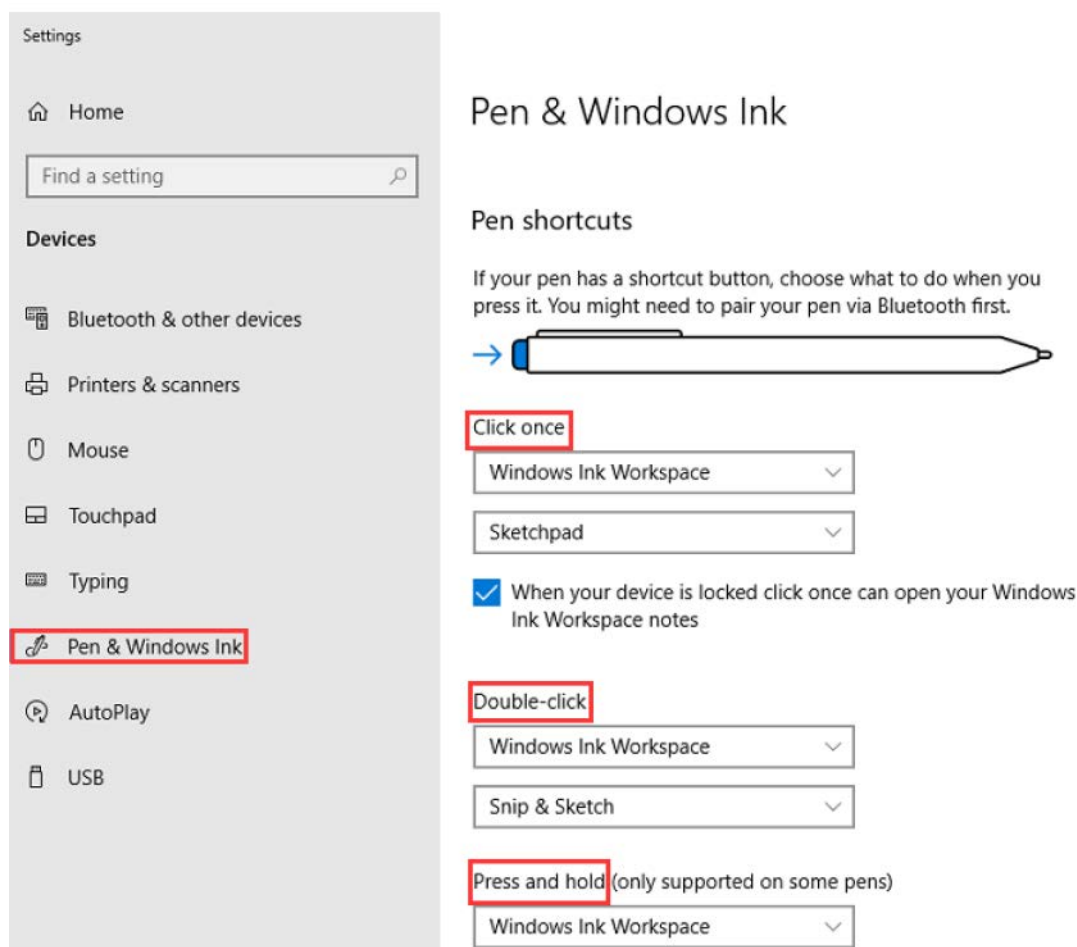 Settings
Home
Find a setting
Devices
Bluetooth & other devices
Printers & scanners
Mouse
Touchpad
Typing
Pen & Windows Ink
AutoPlay
USB
Pen & Windows Ink
Pen shortcuts
If your pen has a shortcut button, choose what to do when you
press it. You might need to pair your pen via Bluetooth first.
Click once
Windows Ink Workspace
Sketchpad
When your device is locked click once can open your Windows
Ink Workspace notes
Double-click
Windows Ink Workspace
Snip & Sketch
Press and hold (only supported on some pens)
Windows Ink Workspace